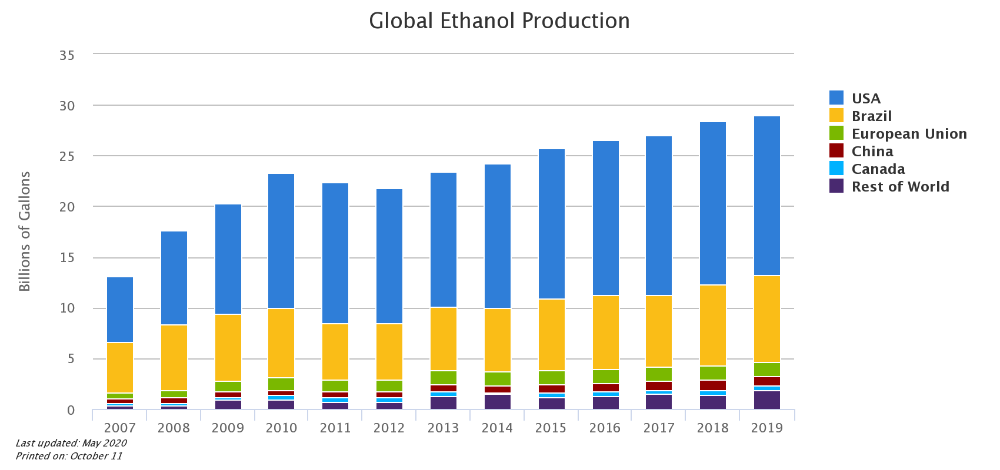 Global Ethanol Production
35
30
25
20
15
10
5
0
Billions of Gallons
USA
Brazil
European Union
China
Canada
Rest of World
2007 2008 2009 2010 2011 2012 2013 2014 2015 2016 2017 2018 2019
Last updated: May 2020
Printed on: October 11